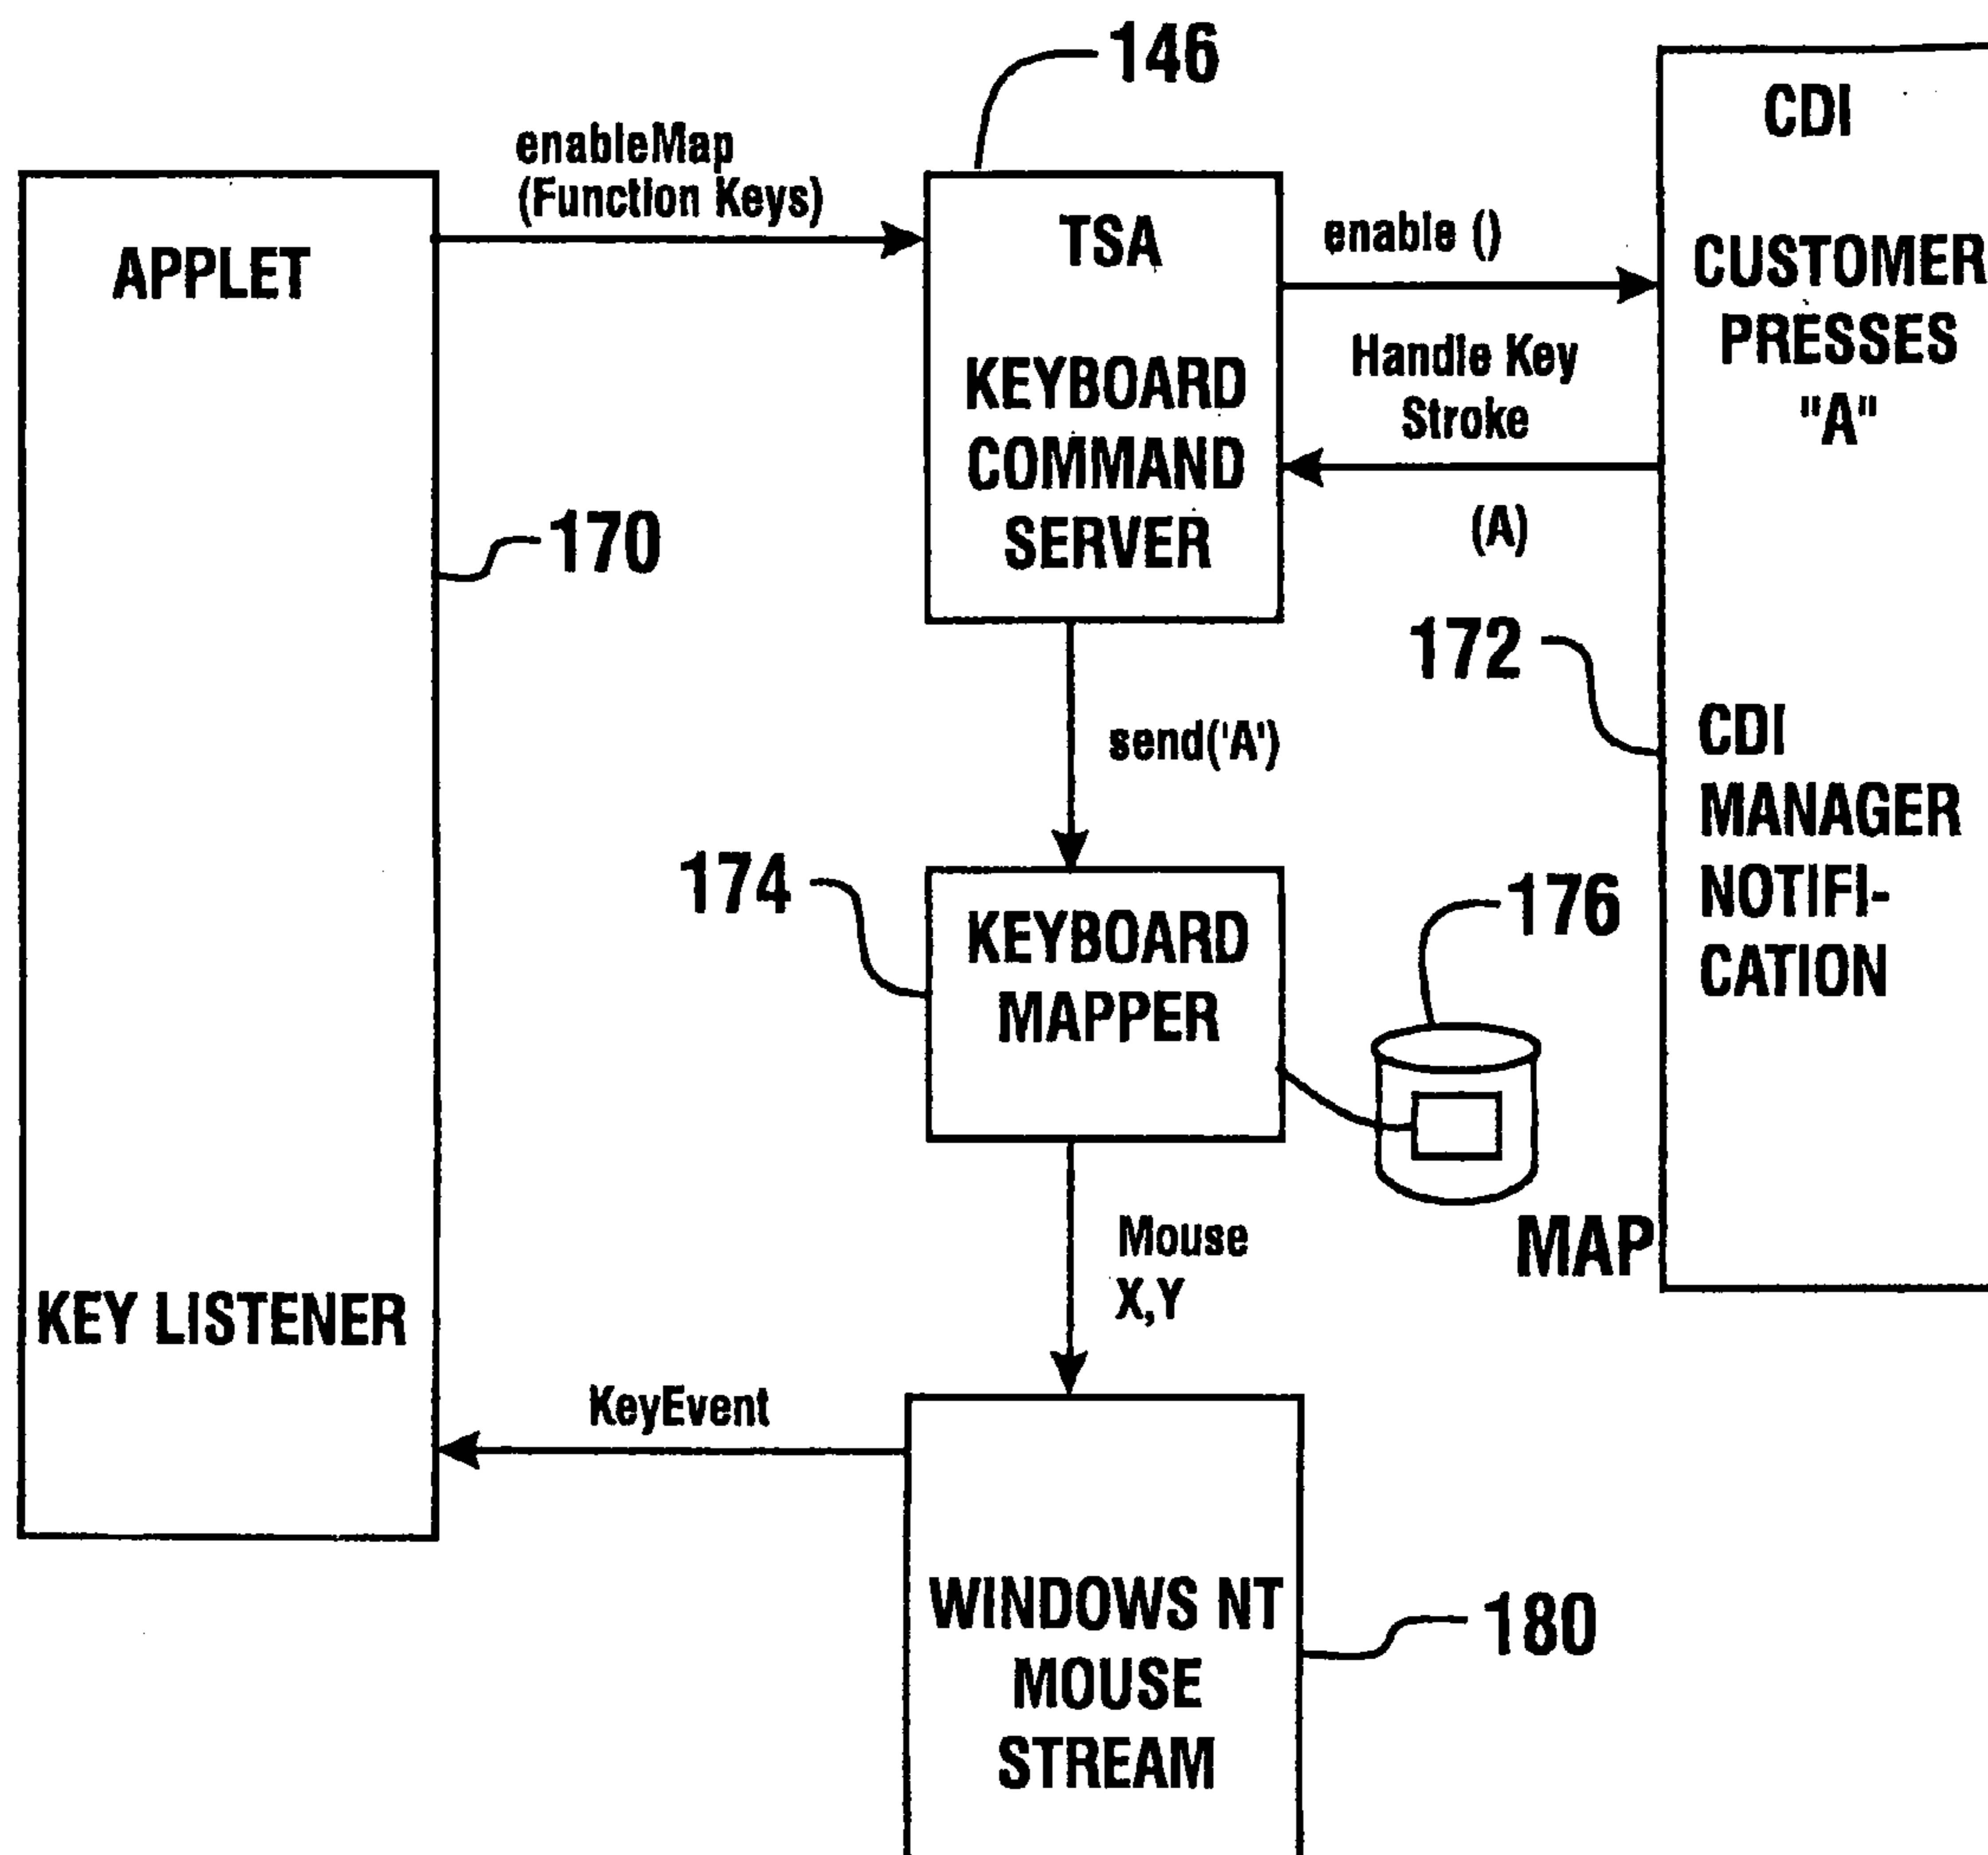 146
CDI
enableMap
(Function Keys)
APPLET
TSA
enable ()
CUSTOMER
PRESSES
"A"
KEYBOARD
COMMAND
SERVER
Handle Key
Stroke
(A)
170
172
send('A')
CDI
MANAGER
NOTIFI-
CATION
174
KEYBOARD
MAPPER
176
MAP
Mouse
X,Y
KEY LISTENER
KeyEvent
WINDOWS NT
MOUSE
STREAM
180